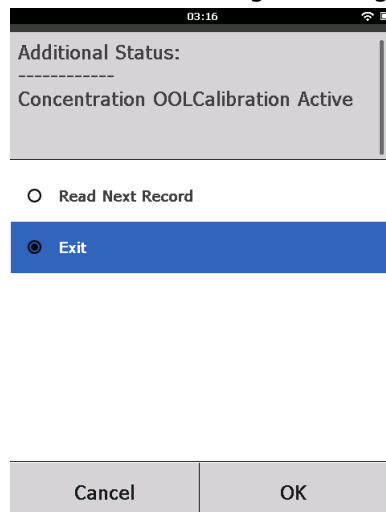 03:16
Additional Status:
------------
Concentration OOLCalibration Active
Read Next Record
Exit
Cancel
OK